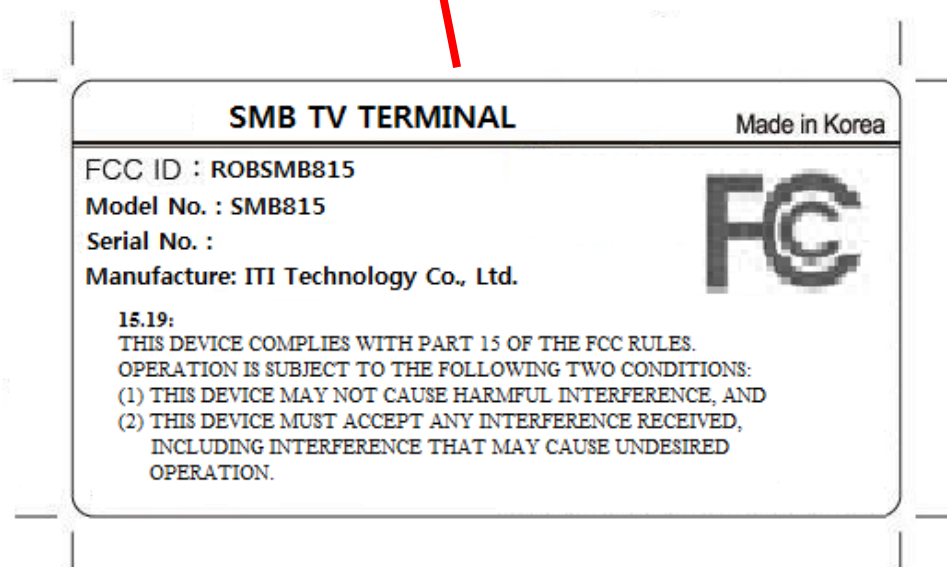 SMB TV TERMINAL
Made in Korea
FCC ID : ROBSMB815
Model No. : SMB815
Serial No. :
Manufacture: ITI Technology Co., Ltd.
FCC
15.19:
THIS DEVICE COMPLIES WITH PART 15 OF THE FCC RULES.
OPERATION IS SUBJECT TO THE FOLLOWING TWO CONDITIONS:
(1) THIS DEVICE MAY NOT CAUSE HARMFUL INTERFERENCE, AND
(2) THIS DEVICE MUST ACCEPT ANY INTERFERENCE RECEIVED,
INCLUDING INTERFERENCE THAT MAY CAUSE UNDESIRED
OPERATION.